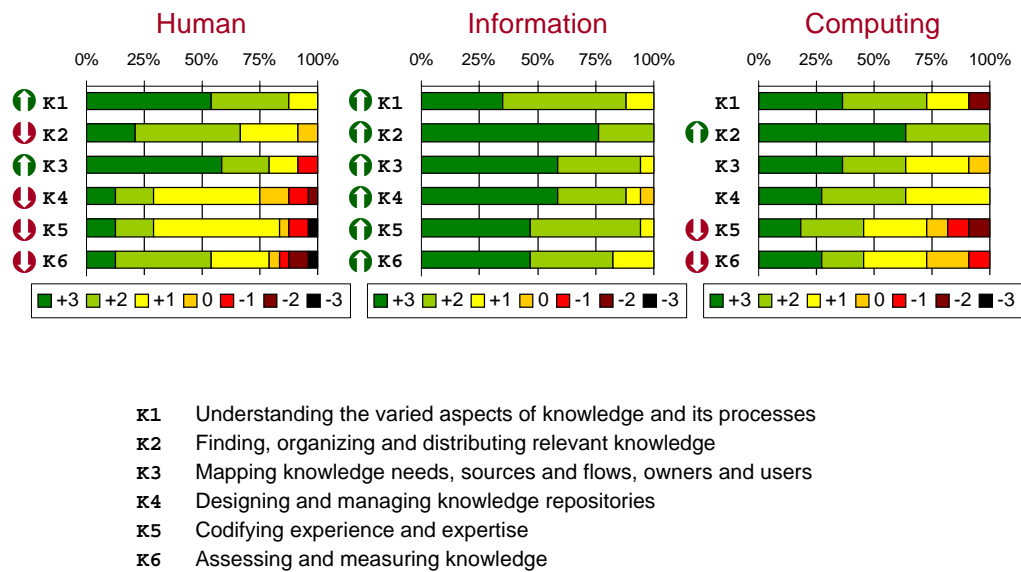 Human Information Computing
0% 25% 50% 75% 100% 0% 25% 50% 75% 100% 0% 25% 50% 75% 100%
K1 K1 K1
K2 K2 K2
K3 K3 K3
K4 K4 K4
K5 K5 K5
K6 K6 K6
+3 +2 +1 0 -1 -2 -3 +3 +2 +1 0 -1 -2 -3 +3 +2 +1 0 -1 -2 -3
K1 Understanding the varied aspects of knowledge and its processes
K2 Finding, organizing and distributing relevant knowledge
K3 Mapping knowledge needs, sources and flows, owners and users
K4 Designing and managing knowledge repositories
K5 Codifying experience and expertise
K6 Assessing and measuring knowledge